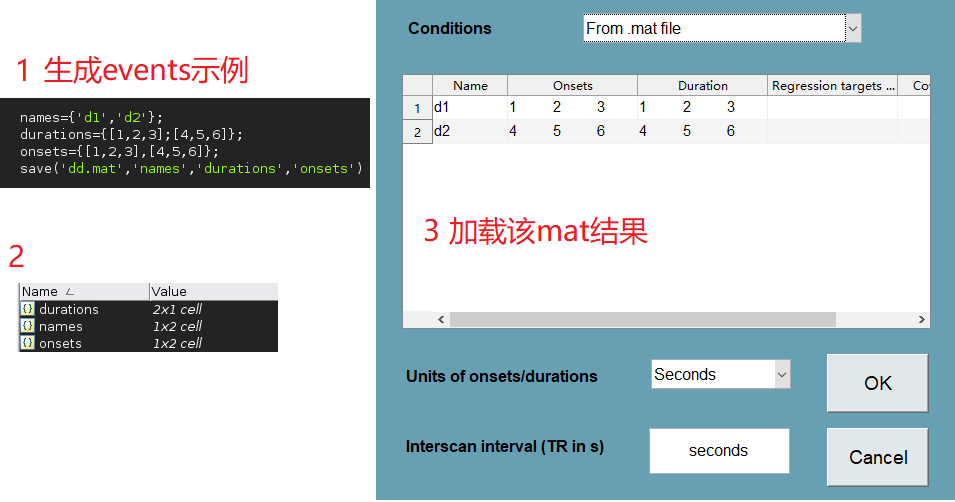 1 生成events示例
names={'d1','d2'};
durations={[1,2,3];[4,5,6]};
onsets={[1,2,3],[4,5,6]};
save('dd.mat','names','durations','onsets')
2
Name Value
durations 2x1 cell
names 1x2 cell
onsets 1x2 cell
Conditions From .mat file
Name Onsets Duration Regression targets ... Co
1 d1 1 2 3 1 2 3
2 d2 4 5 6 4 5 6
3 加载该mat结果
Units of onsets/durations Seconds
OK
Interscan interval (TR in s) seconds
Cancel